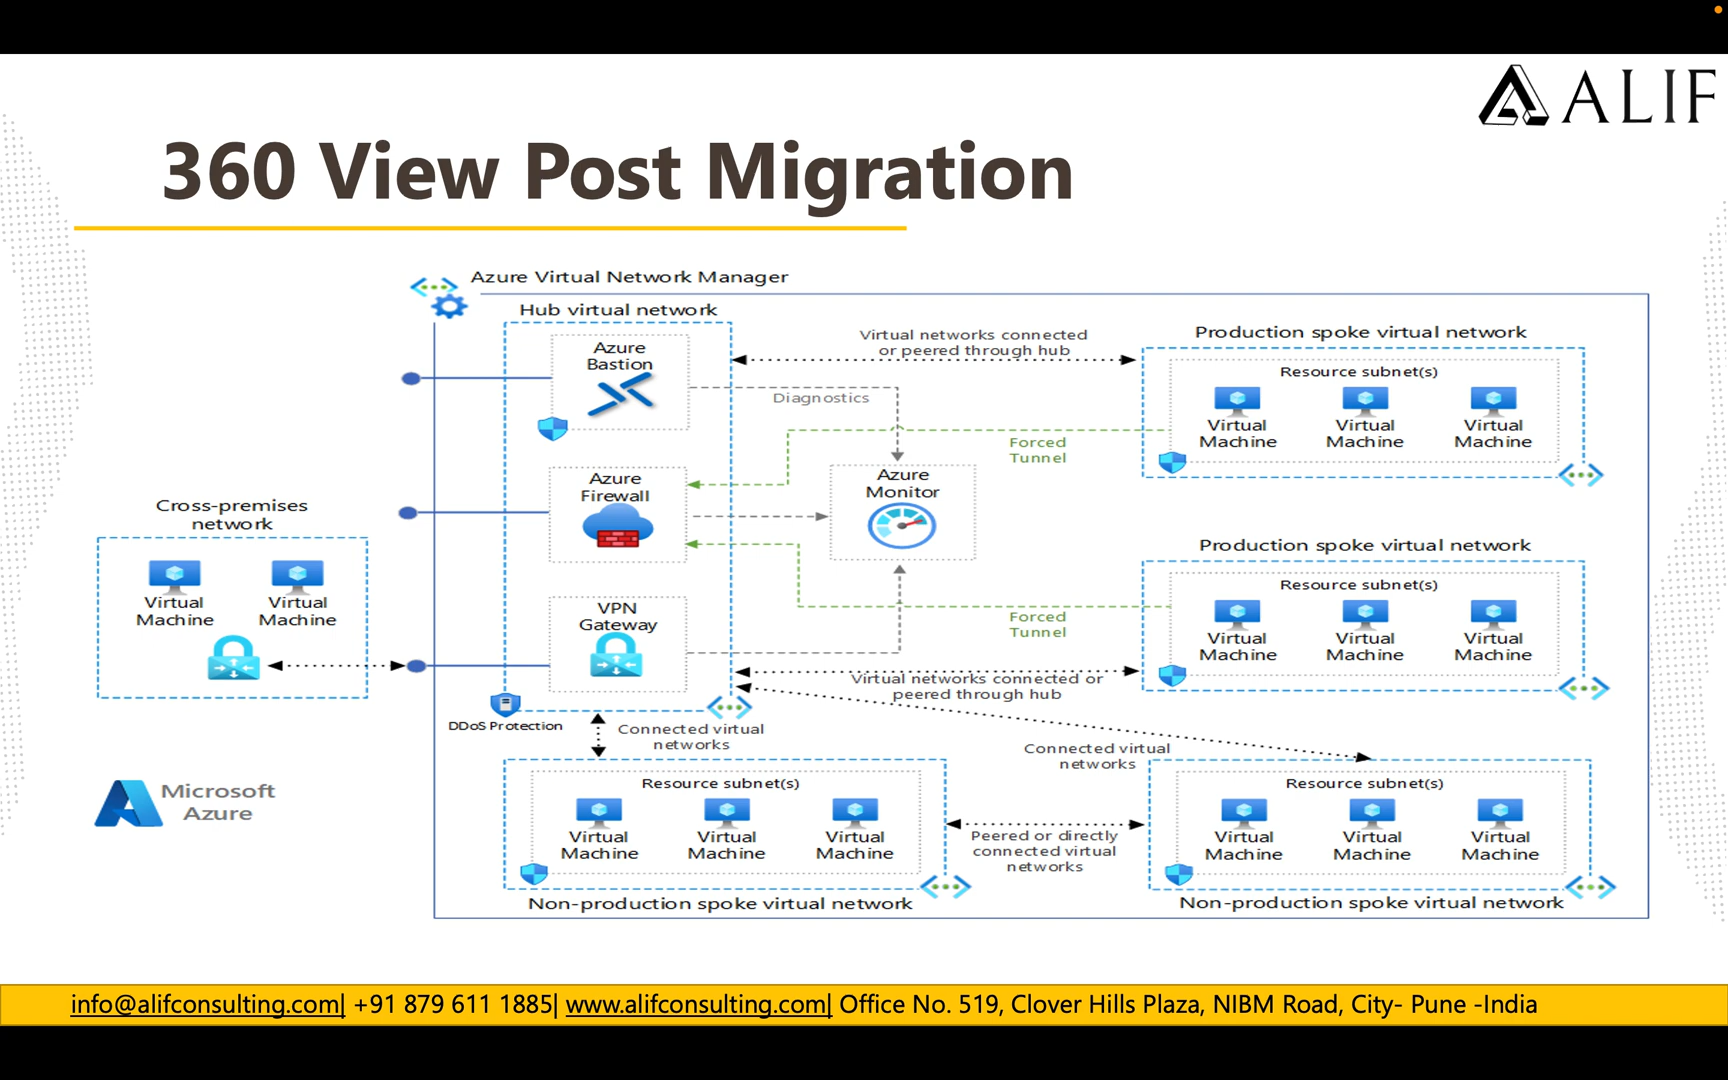 ALIF
360 View Post Migration
Azure Virtual Network Manager
Hub virtual network
Azure
Bastion
Virtual networks connected
or peered through hub
Diagnostics
Production spoke virtual network
Resource subnet(s)
Virtual
Machine
Virtual
Machine
Virtual
Machine
Forced
Tunnel
Azure
Firewall
Azure
Monitor
Cross-premises
network
Virtual
Machine
Virtual
Machine
VPN
Gateway
Production spoke virtual network
Resource subnet(s)
Virtual
Machine
Virtual
Machine
Virtual
Machine
Forced
Tunnel
Virtual networks connected or
peered through hub
DDoS Protection
Connected virtual
networks
Connected virtual
networks
Microsoft
Azure
Resource subnet(s)
Virtual
Machine
Virtual
Machine
Virtual
Machine
Non-production spoke virtual network
Peered or directly
connected virtual
networks
Resource subnet(s)
Virtual
Machine
Virtual
Machine
Virtual
Machine
Non-production spoke virtual network
info@alifconsulting.com| +91 879 611 1885| www.alifconsulting.com| Office No. 519, Clover Hills Plaza, NIBM Road, City- Pune -India